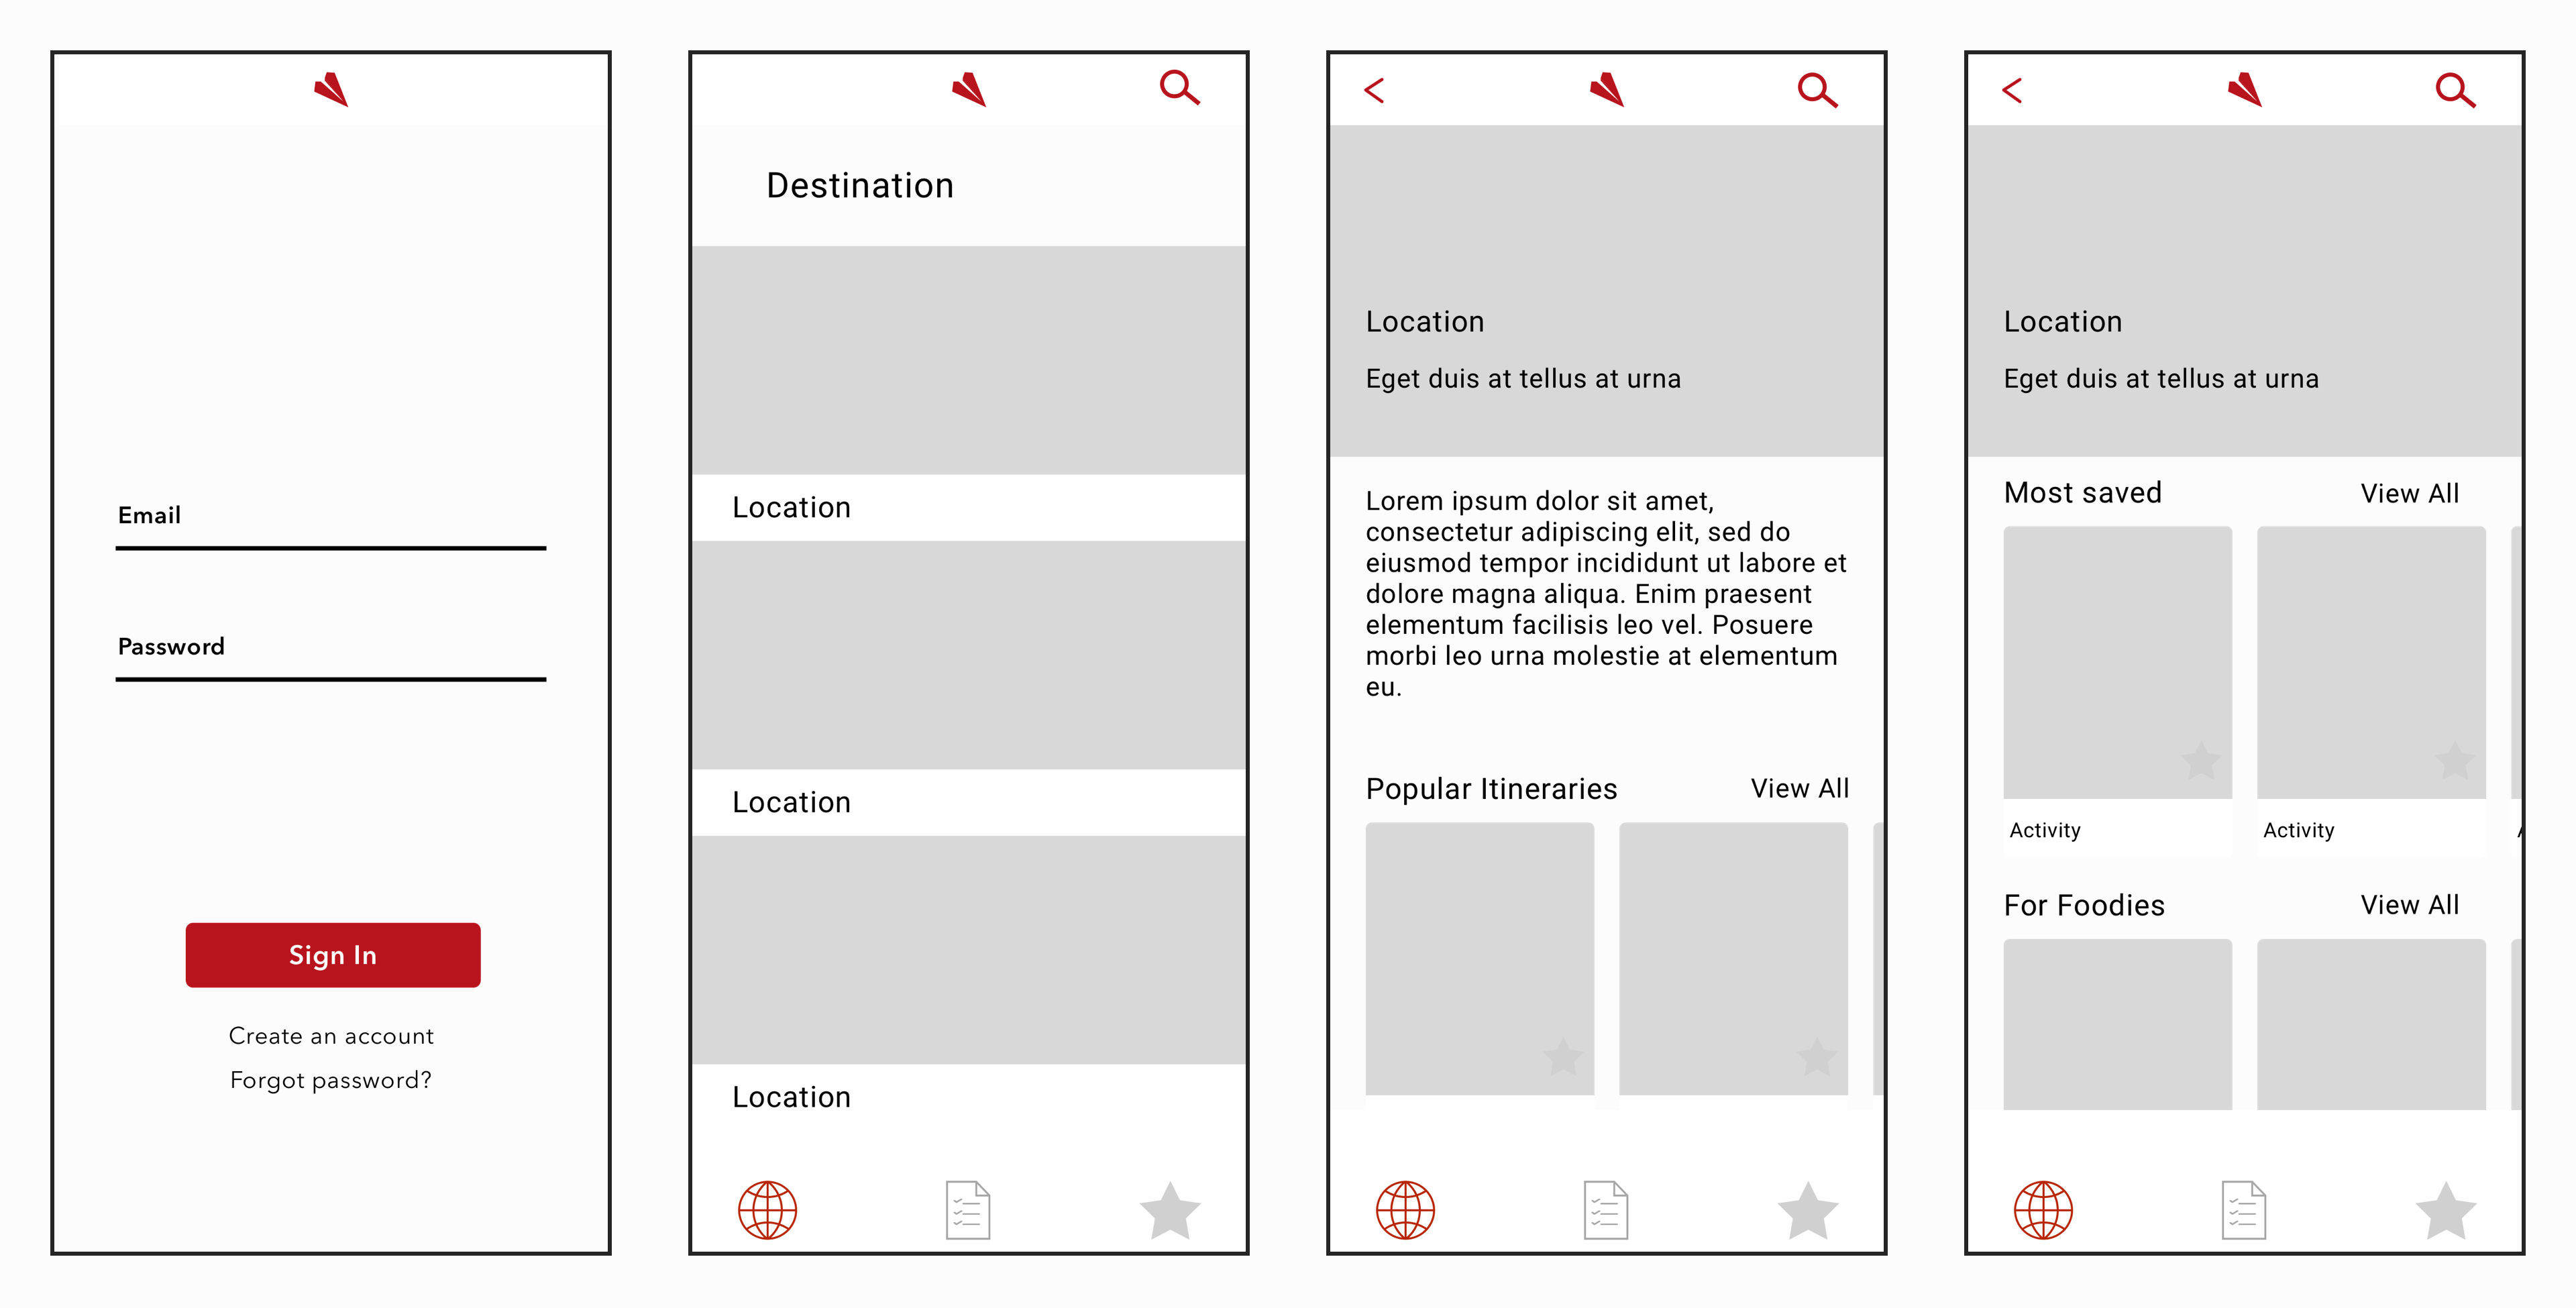 Email
Password
Sign In
Create an account
Forgot password?
Destination
Location
Location
Location
Location
Eget duis at tellus at urna
Lorem ipsum dolor sit amet,
consectetur adipiscing elit, sed do
eiusmod tempor incididunt ut labore et
dolore magna aliqua. Enim praesent
elementum facilisis leo vel. Posuere
morbi leo urna molestie at elementum
eu.
Popular Itineraries View All
Location
Eget duis at tellus at urna
Most saved View All
Activity Activity
For Foodies View All